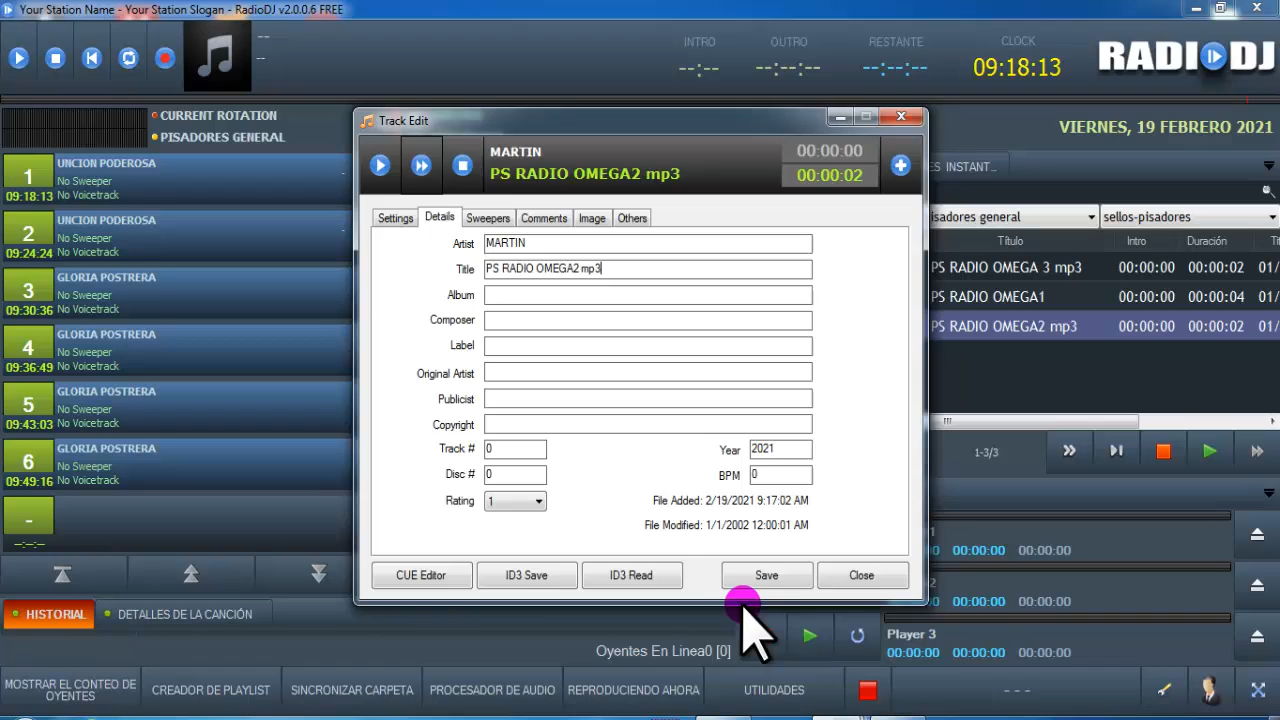 Your Station Name - Your Station Slogan - RadioDJ v2.0.0.6 FREE
--
--
INTRO
--:--
OUTRO
--:--:--
RESTANTE
--:--:--
CLOCK
09:18:13
RADIODJ
CURRENT ROTATION
PISADORES GENERAL
VIERNES, 19 FEBRERO 2021
1
09:18:13
UNCION PODEROSA
No Sweeper
No Voicetrack
2
09:24:24
UNCION PODEROSA
No Sweeper
No Voicetrack
3
09:30:36
GLORIA POSTRERA
No Sweeper
No Voicetrack
4
09:36:49
GLORIA POSTRERA
No Sweeper
No Voicetrack
5
09:43:03
GLORIA POSTRERA
No Sweeper
No Voicetrack
6
09:49:16
GLORIA POSTRERA
No Sweeper
No Voicetrack
-
--:--:--
HISTORIAL
DETALLES DE LA CANCIÓN
Track Edit
MARTIN
PS RADIO OMEGA2 mp3
00:00:00
00:00:02
Settings Details Sweepers Comments Image Others
Artist MARTIN
Title PS RADIO OMEGA2 mp3
Album
Composer
Label
Original Artist
Publicist
Copyright
Track # 0
Year 2021
Disc # 0
BPM 0
Rating 1
File Added: 2/19/2021 9:17:02 AM
File Modified: 1/1/2002 12:00:01 AM
CUE Editor ID3 Save ID3 Read Save Close
ES INSTANT...
isadores general sellos-pisadores
Título Intro Duración Ti
PS RADIO OMEGA 3 mp3 00:00:00 00:00:02 01/
PS RADIO OMEGA1 00:00:00 00:00:04 01/
PS RADIO OMEGA2 mp3 00:00:00 00:00:02 01/
1-3/3
1
00:00:00 00:00:00
2
00:00:00 00:00:00
Player 3
00:00:00 00:00:00 00:00:00
Oyentes En Linea0 [0]
MOSTRAR EL CONTEO DE OYENTES
CREADOR DE PLAYLIST
SINCRONIZAR CARPETA
PROCESADOR DE AUDIO
REPRODUCIENDO AHORA
UTILIDADES
- - -